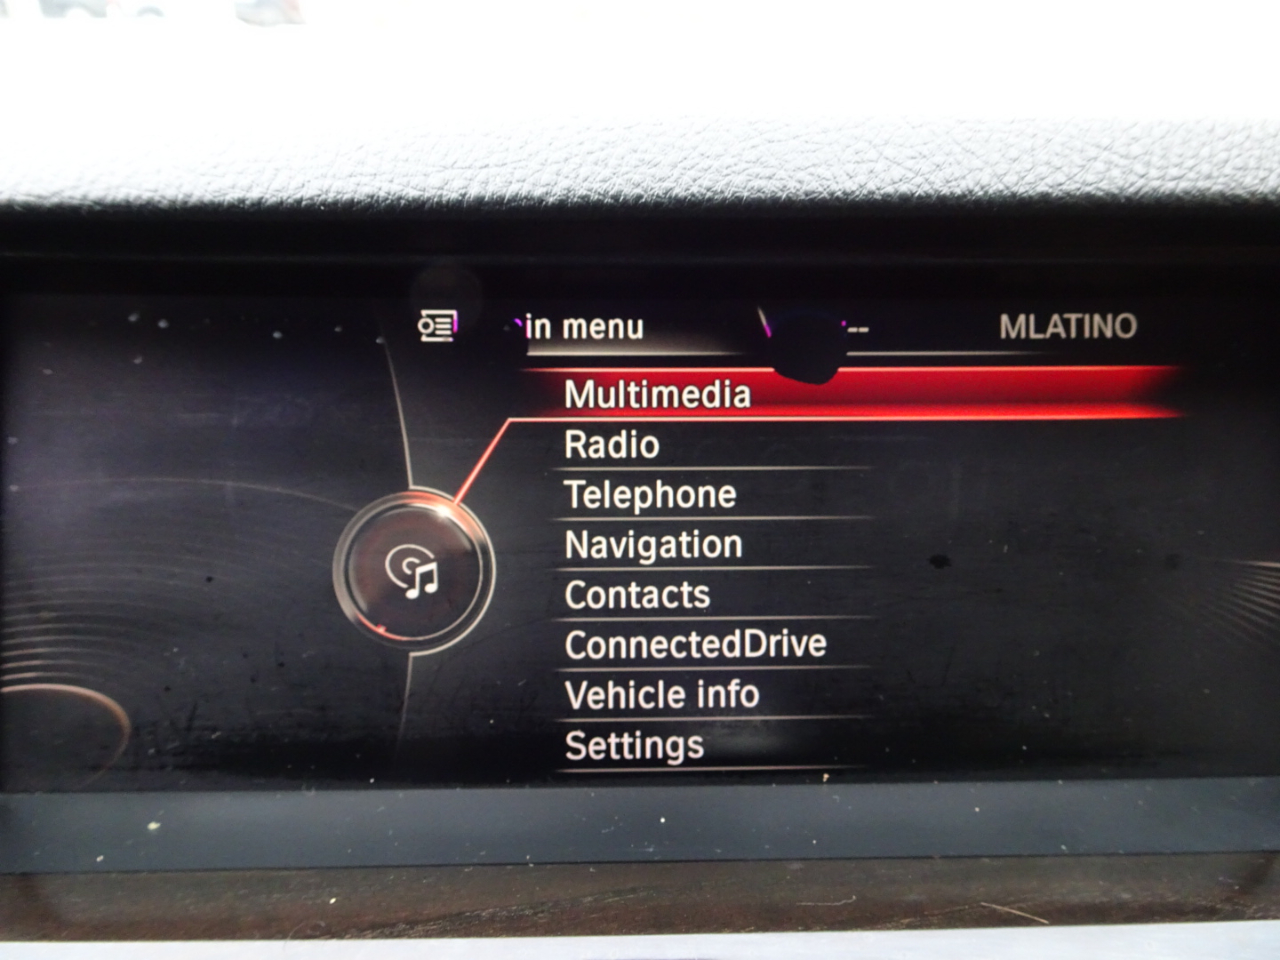 in menu -- MLATINO
Multimedia
Radio
Telephone
Navigation
Contacts
ConnectedDrive
Vehicle info
Settings